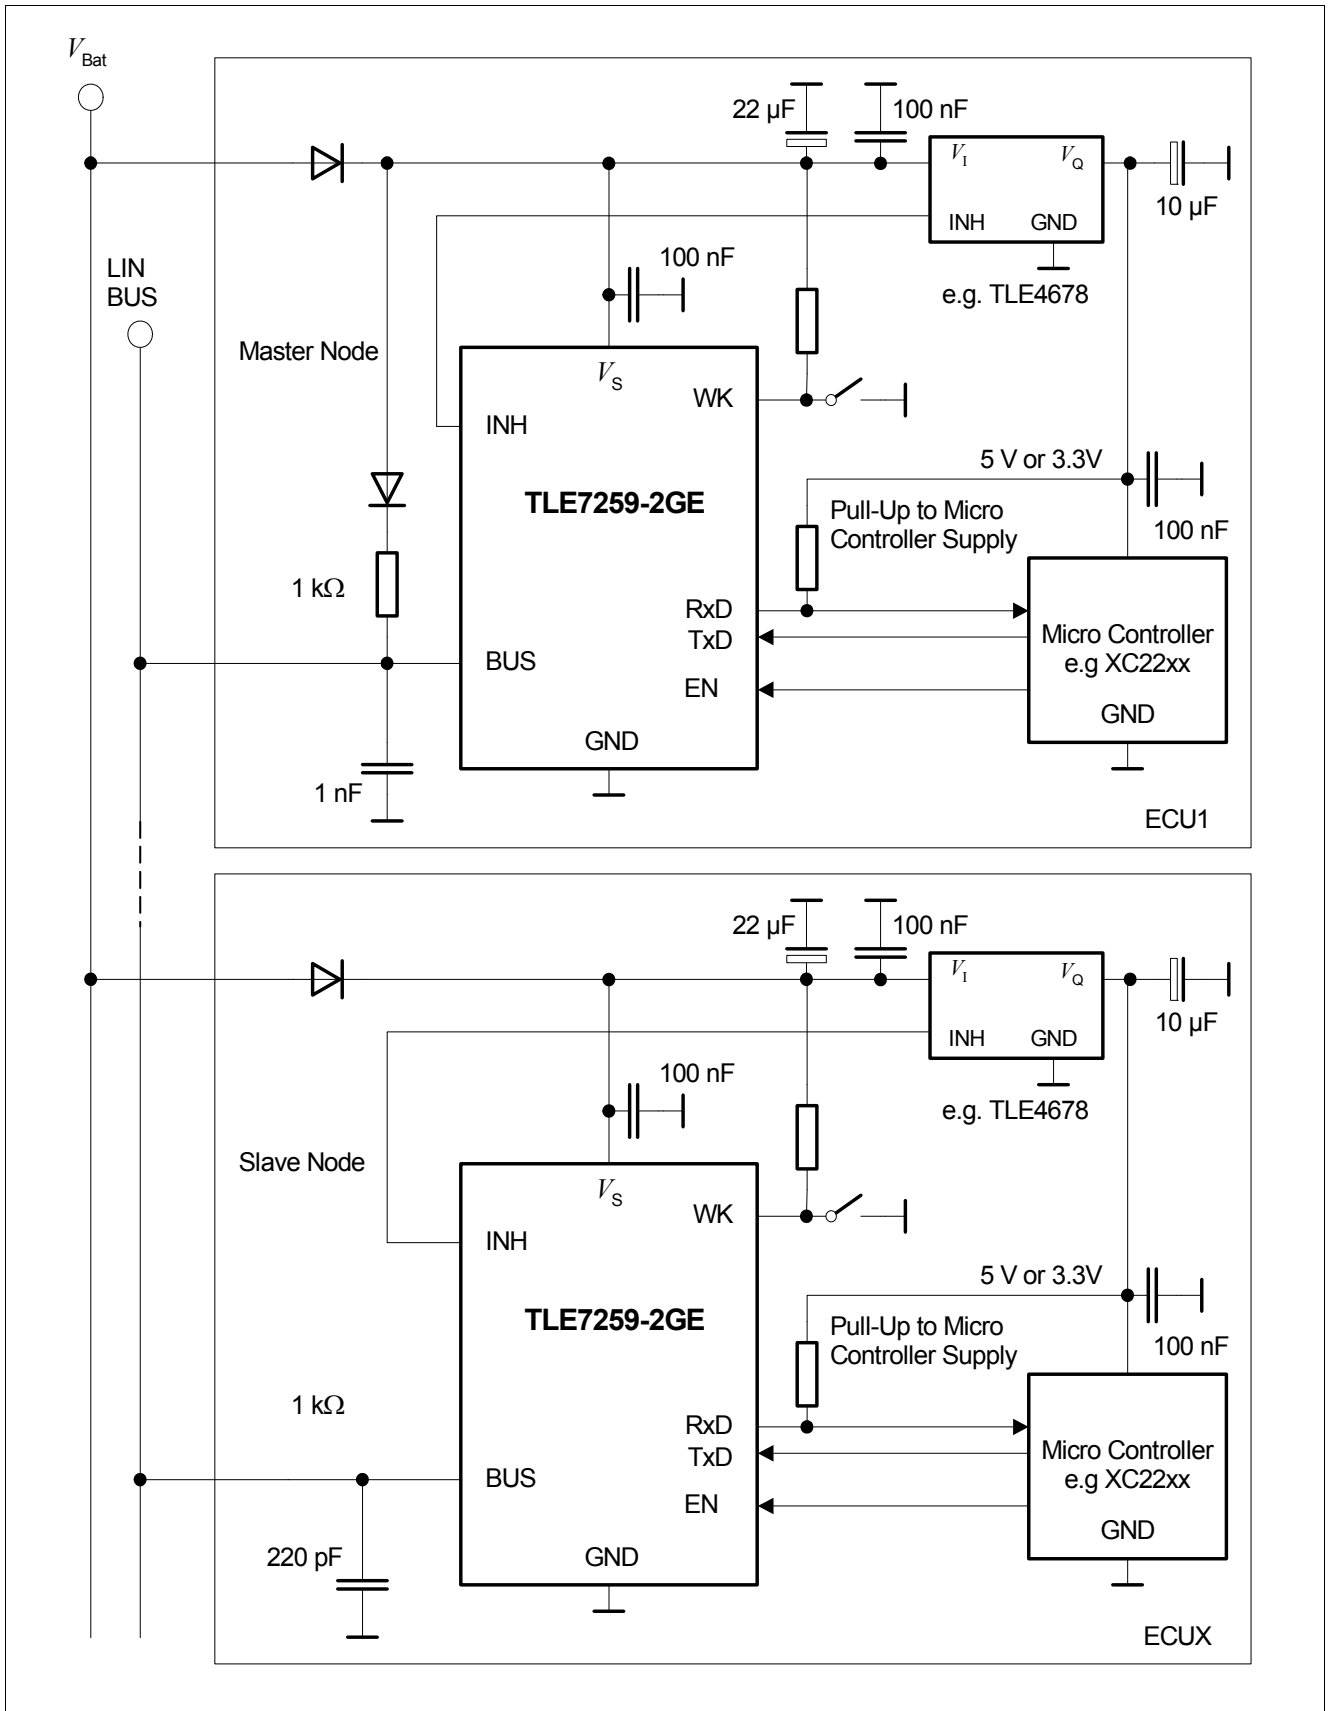 V_Bat
22 µF
100 nF
V_I
V_Q
10 µF
INH
GND
LIN
BUS
100 nF
e.g. TLE4678
Master Node
V_S
WK
INH
5 V or 3.3V
TLE7259-2GE
Pull-Up to Micro
Controller Supply
100 nF
1 kΩ
RxD
TxD
Micro Controller
e.g XC22xx
BUS
EN
GND
GND
1 nF
ECU1
22 µF
100 nF
V_I
V_Q
10 µF
INH
GND
100 nF
e.g. TLE4678
Slave Node
V_S
WK
INH
5 V or 3.3V
TLE7259-2GE
Pull-Up to Micro
Controller Supply
100 nF
1 kΩ
RxD
TxD
Micro Controller
e.g XC22xx
BUS
EN
GND
220 pF
GND
ECUX